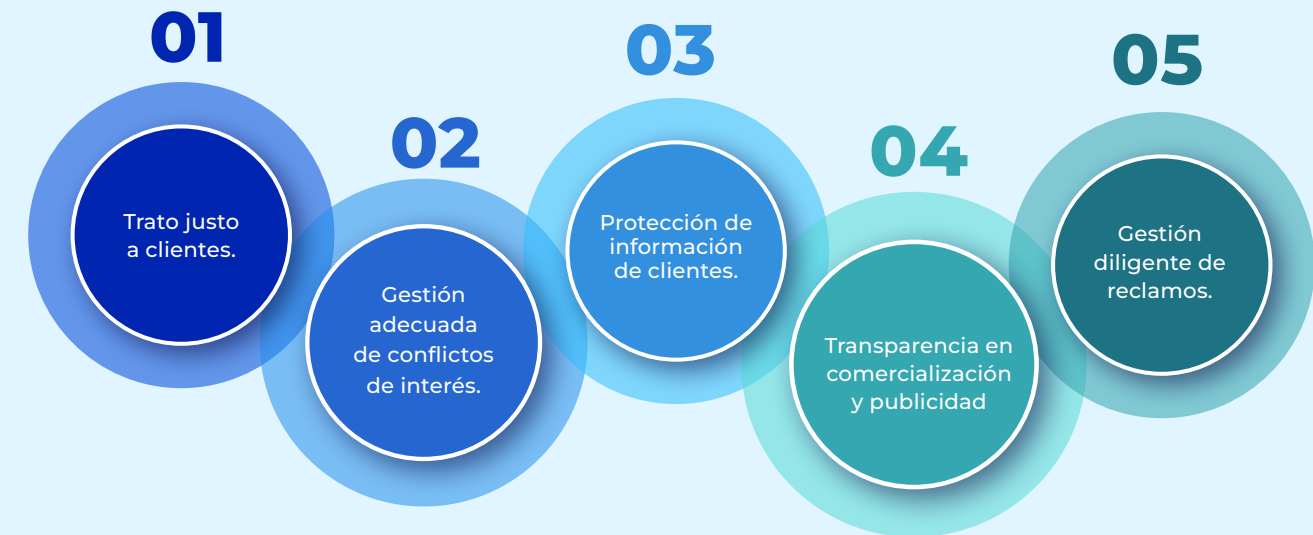 01
Trato justo
a clientes.
02
Gestión
adecuada
de conflictos
de interés.
03
Protección de
información
de clientes.
04
Transparencia en
comercialización
y publicidad
05
Gestión
diligente de
reclamos.